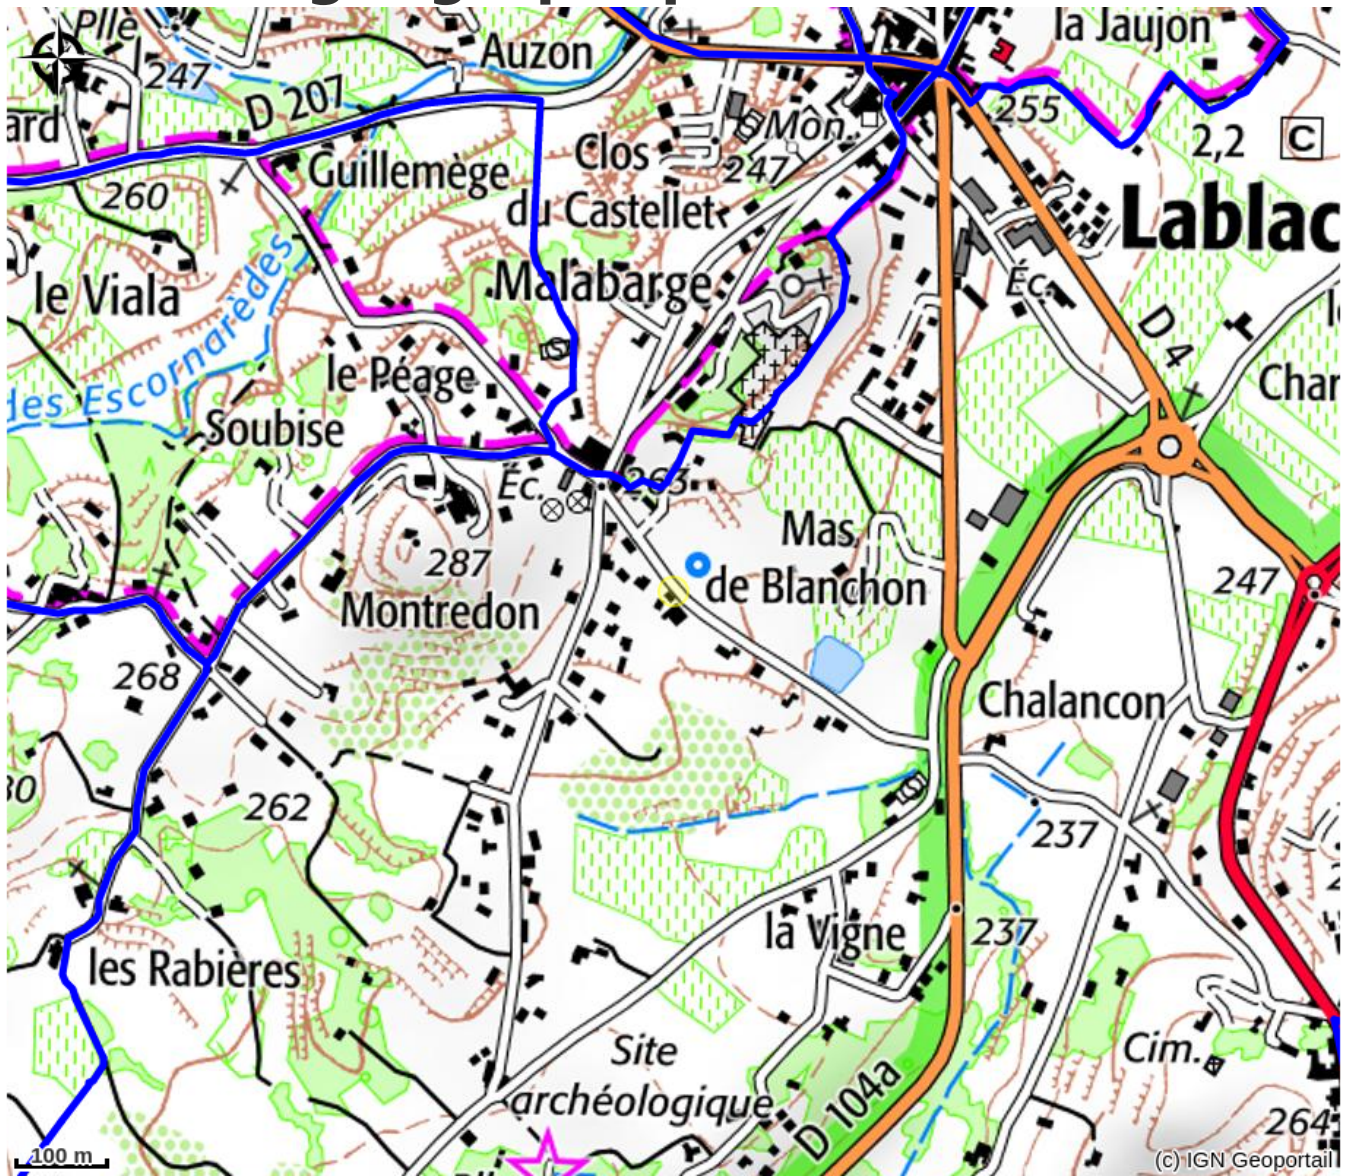 Plle
247
Auzon
la Jaujon
D 207
ard
Mon.
255
2,2
C
Guillemège
Clos
du Castellet
247
260
Lablac
le Viala
Malabarge
Éc.
des Escornarèdes
le Péage
D 4
Char
Soubise
Éc.
263
287
Mas
de Blanchon
247
Montredon
268
Chalancon
80
262
237
la Vigne
237
les Rabières
Site
archéologique
Cim.
D 104a
264
100 m
(c) IGN Geoportail